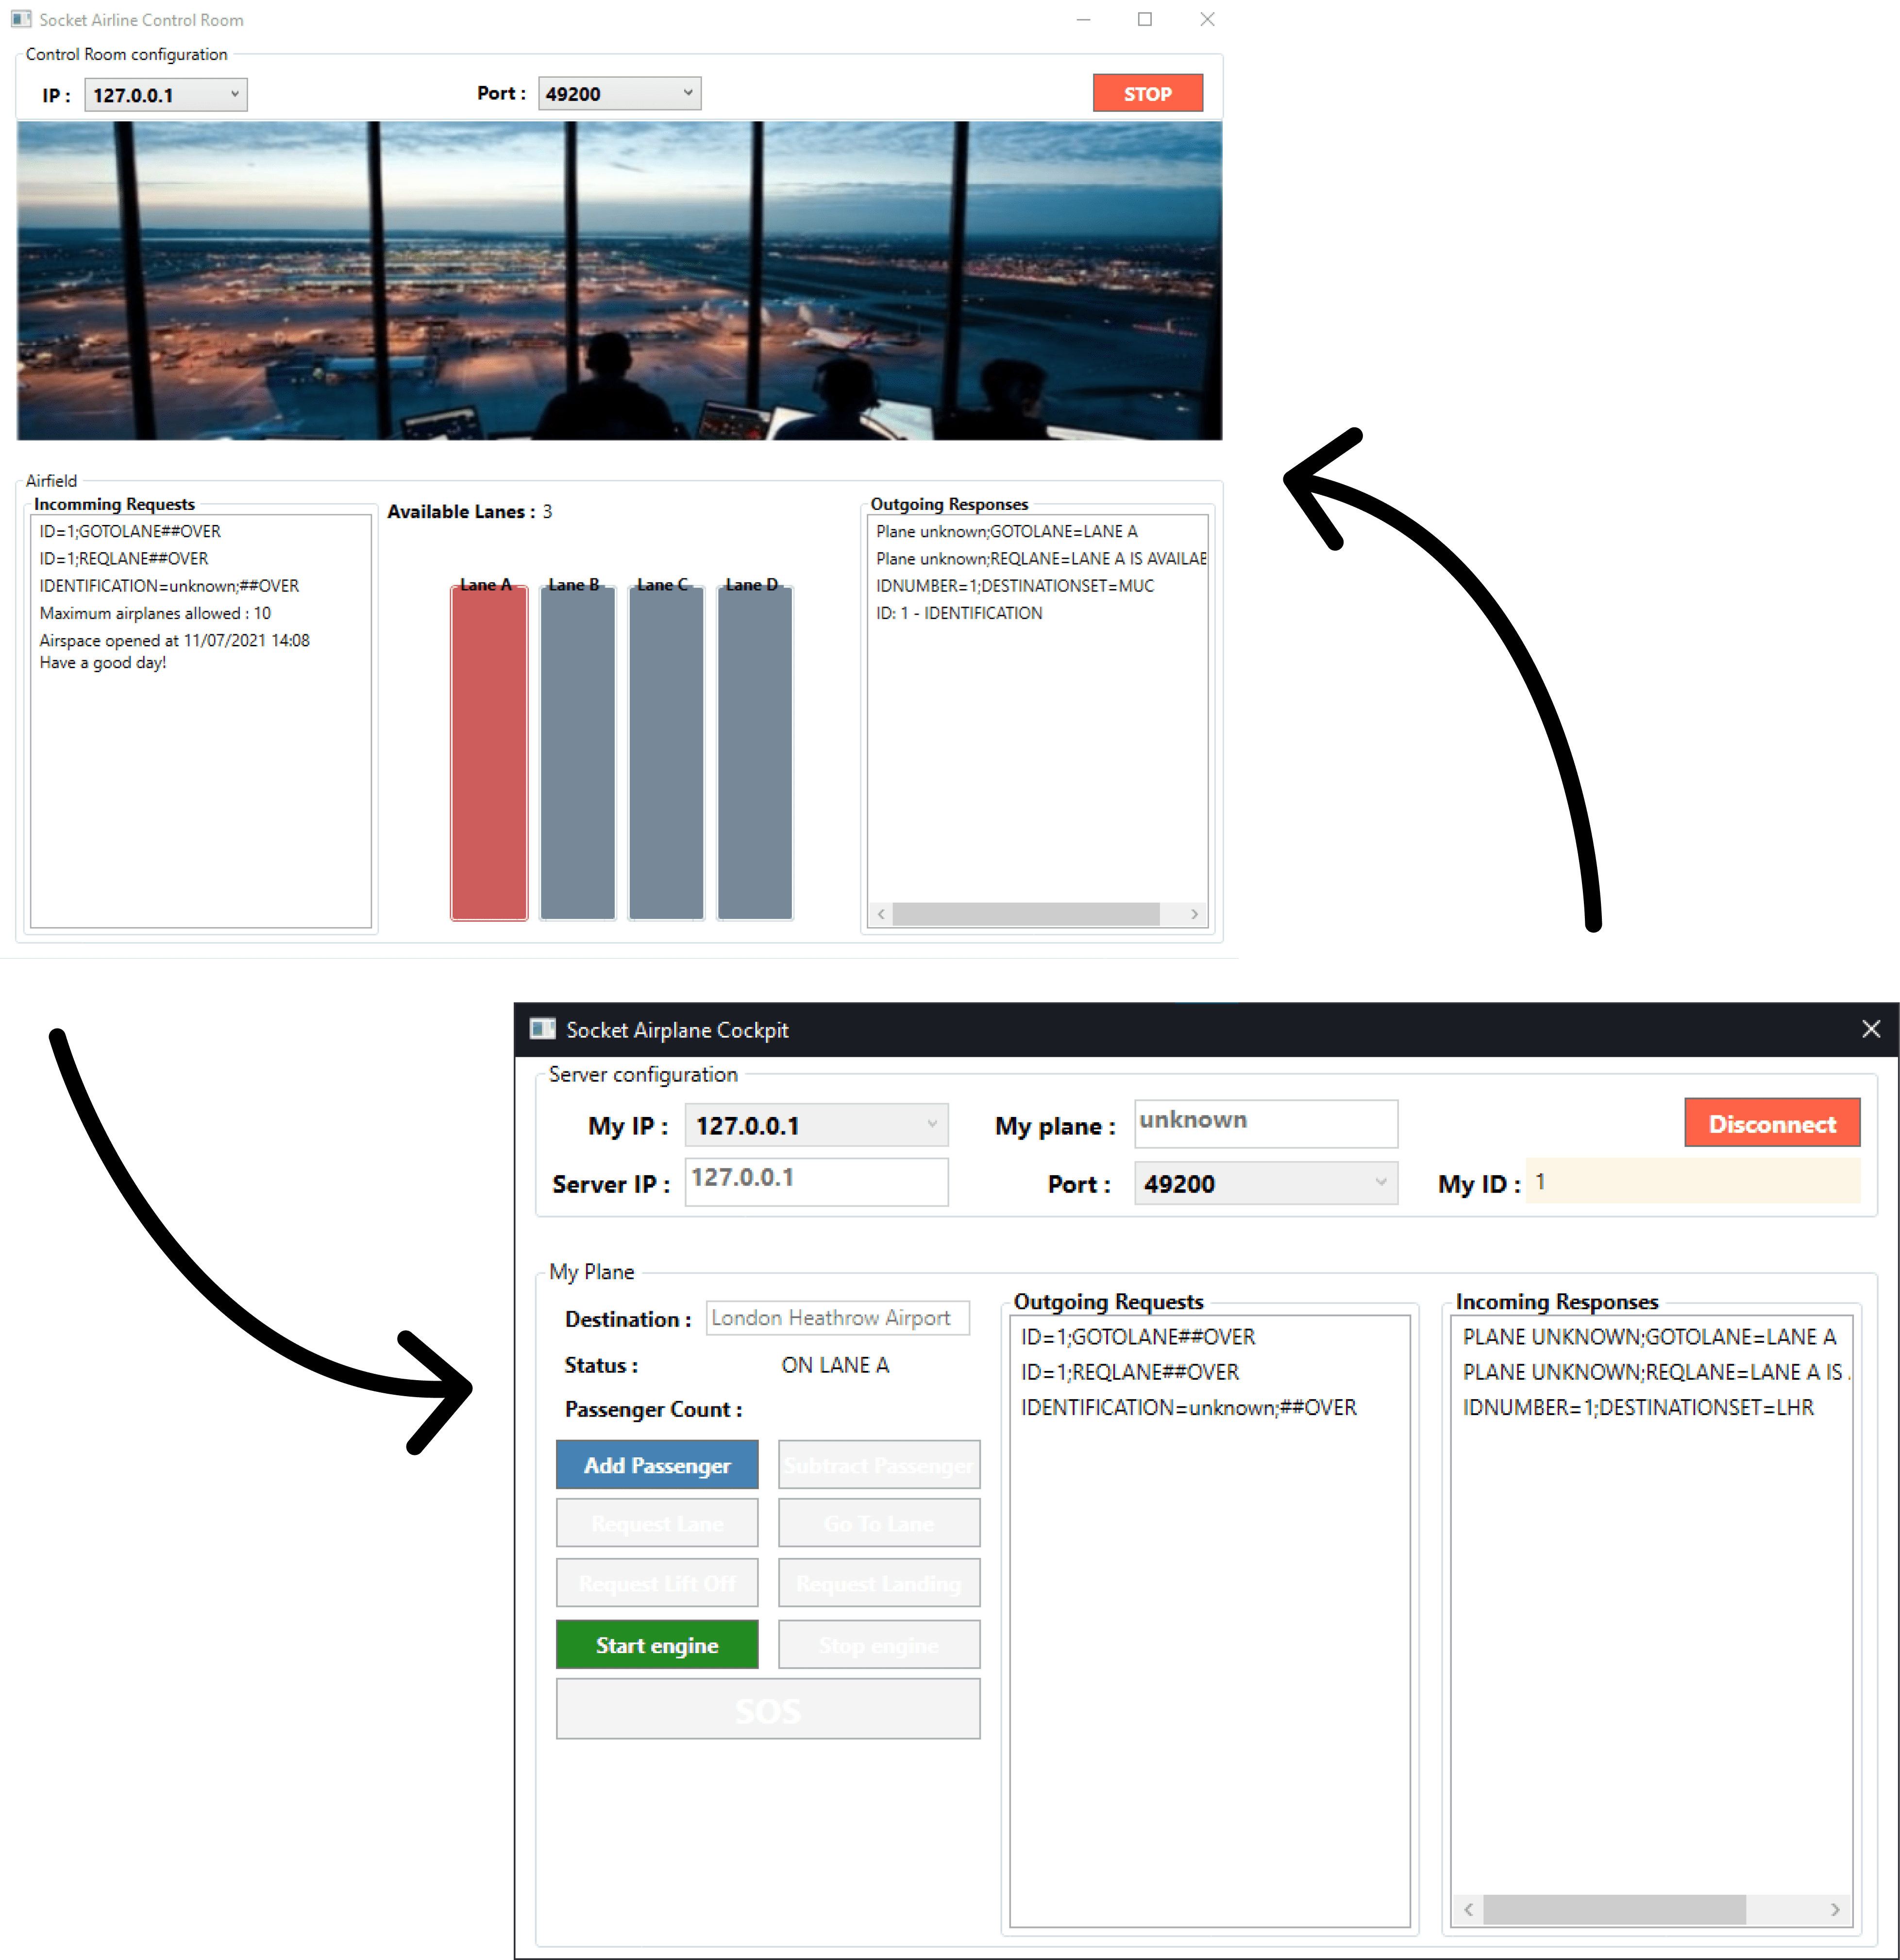 Socket Airline Control Room
Control Room configuration
IP : 127.0.0.1 Port : 49200 STOP
Airfield
Incomming Requests
ID=1;GOTOLANE##OVER
ID=1;REQLANE##OVER
IDENTIFICATION=unknown;##OVER
Maximum airplanes allowed : 10
Airspace opened at 11/07/2021 14:08
Have a good day!
Available Lanes : 3
Lane A Lane B Lane C Lane D
Outgoing Responses
Plane unknown;GOTOLANE=LANE A
Plane unknown;REQLANE=LANE A IS AVAILAB
IDNUMBER=1;DESTINATIONSET=MUC
ID: 1 - IDENTIFICATION
Socket Airplane Cockpit
Server configuration
My IP : 127.0.0.1 My plane : unknown Disconnect
Server IP : 127.0.0.1 Port : 49200 My ID : 1
My Plane
Destination : London Heathrow Airport
Status : ON LANE A
Passenger Count :
Add Passenger Subtract Passenger
Request Lane Go To Lane
Request Lift Off Request Landing
Start engine Stop engine
SOS
Outgoing Requests
ID=1;GOTOLANE##OVER
ID=1;REQLANE##OVER
IDENTIFICATION=unknown;##OVER
Incoming Responses
PLANE UNKNOWN;GOTOLANE=LANE A
PLANE UNKNOWN;REQLANE=LANE A IS
IDNUMBER=1;DESTINATIONSET=LHR